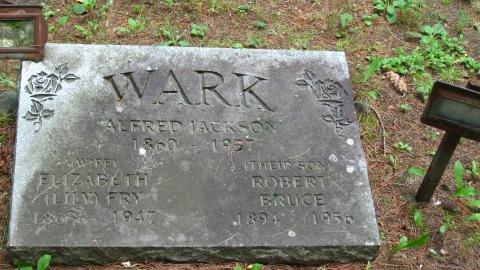 WARK
ALFRED JACKSON
1860 - 1937
(WIFE)
ELIZABETH
(LILY) FRY
1863 - 1947
(THEIR SON)
ROBERT
BRUCE
1894 - 1956